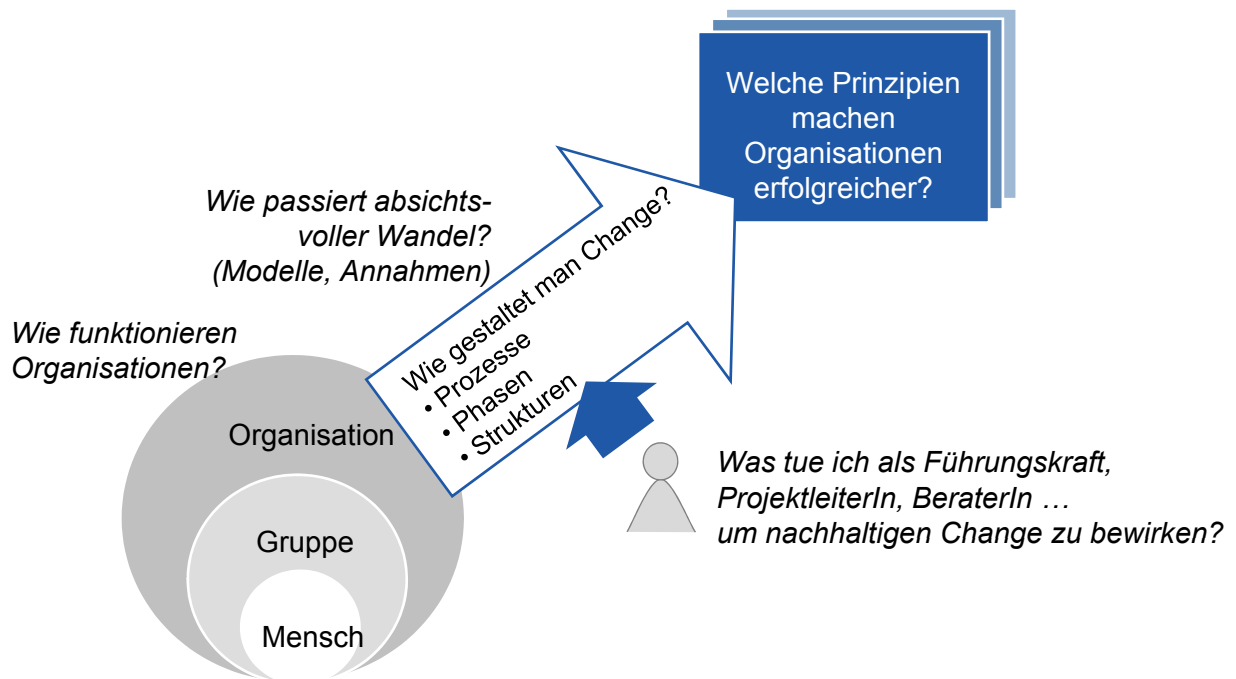 Welche Prinzipien
machen
Organisationen
erfolgreicher?
Wie passiert absichts-
voller Wandel?
(Modelle, Annahmen)
Wie gestaltet man Change?
• Prozesse
• Phasen
• Strukturen
Wie funktionieren
Organisationen?
Organisation
Gruppe
Mensch
Was tue ich als Führungskraft,
ProjektleiterIn, BeraterIn …
um nachhaltigen Change zu bewirken?